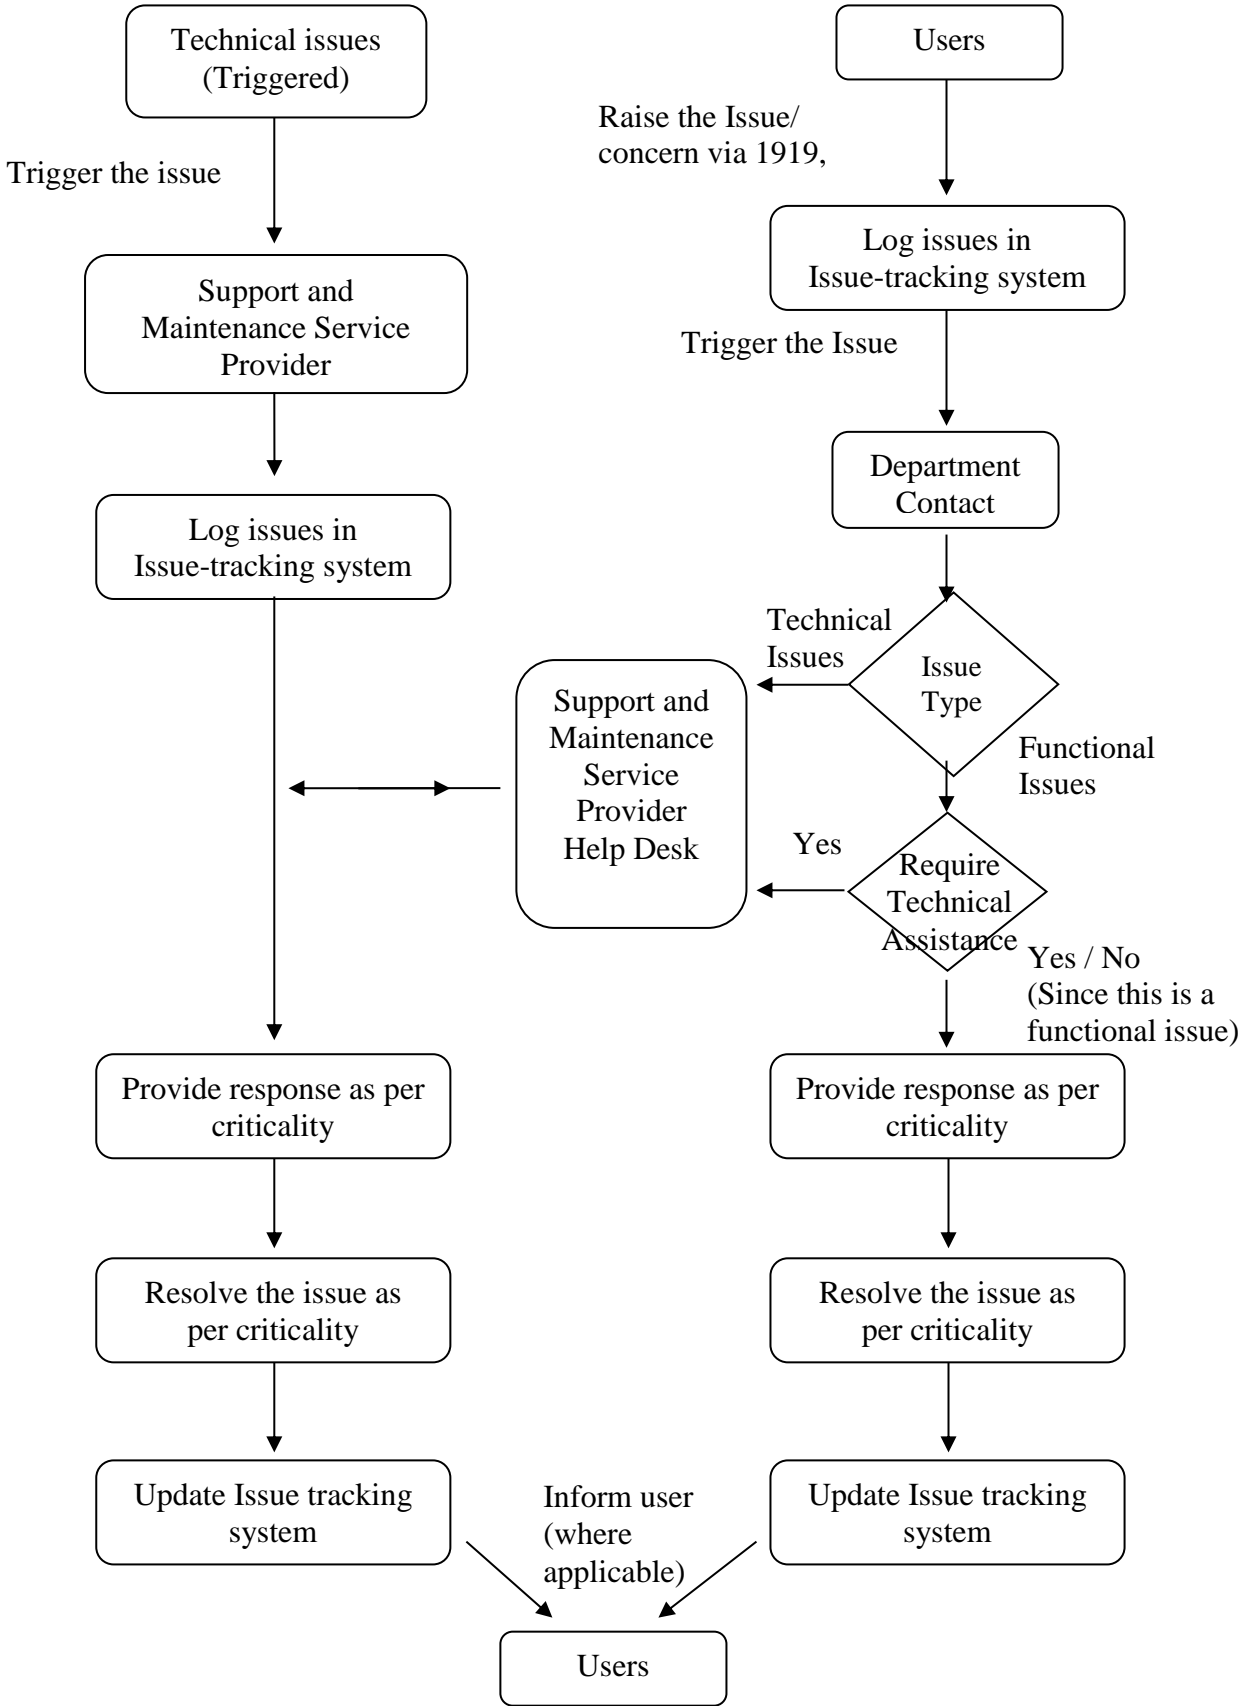 Technical issues
(Triggered)
Users
Raise the Issue/
concern via 1919,
Trigger the issue
Log issues in
Issue-tracking system
Support and
Maintenance Service
Provider
Trigger the Issue
Department
Contact
Log issues in
Issue-tracking system
Technical
Issues
Issue
Type
Support and
Maintenance
Service
Provider
Help Desk
Functional
Issues
Yes
Require
Technical
Assistance
Yes / No
(Since this is a
functional issue)
Provide response as per
criticality
Provide response as per
criticality
Resolve the issue as
per criticality
Resolve the issue as
per criticality
Update Issue tracking
system
Inform user
(where
applicable)
Update Issue tracking
system
Users